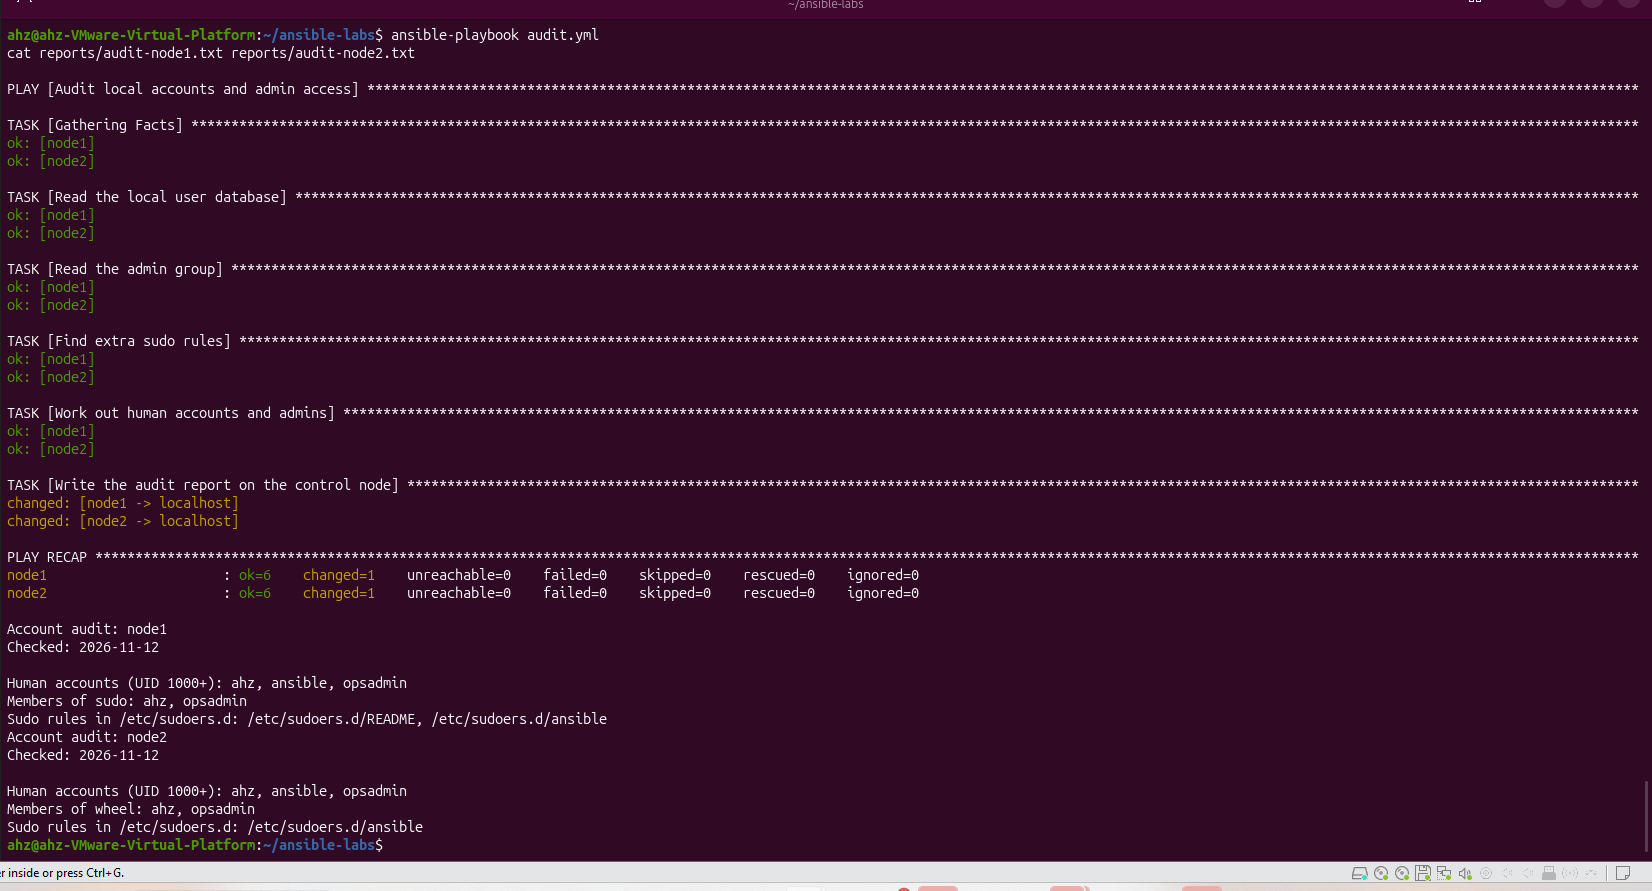 ~/ansible-labs
ahz@ahz-VMware-Virtual-Platform:~/ansible-labs$ ansible-playbook audit.yml
cat reports/audit-node1.txt reports/audit-node2.txt
PLAY [Audit local accounts and admin access] ***************************************************************************************************************************************************************
TASK [Gathering Facts] *************************************************************************************************************************************************************************************
ok: [node1]
ok: [node2]
TASK [Read the local user database] ************************************************************************************************************************************************************************
ok: [node1]
ok: [node2]
TASK [Read the admin group] ********************************************************************************************************************************************************************************
ok: [node1]
ok: [node2]
TASK [Find extra sudo rules] *******************************************************************************************************************************************************************************
ok: [node1]
ok: [node2]
TASK [Work out human accounts and admins] ******************************************************************************************************************************************************************
ok: [node1]
ok: [node2]
TASK [Write the audit report on the control node] **********************************************************************************************************************************************************
changed: [node1 -> localhost]
changed: [node2 -> localhost]
PLAY RECAP *************************************************************************************************************************************************************************************************
node1                      : ok=6    changed=1    unreachable=0    failed=0    skipped=0    rescued=0    ignored=0
node2                      : ok=6    changed=1    unreachable=0    failed=0    skipped=0    rescued=0    ignored=0
Account audit: node1
Checked: 2026-11-12
Human accounts (UID 1000+): ahz, ansible, opsadmin
Members of sudo: ahz, opsadmin
Sudo rules in /etc/sudoers.d: /etc/sudoers.d/README, /etc/sudoers.d/ansible
Account audit: node2
Checked: 2026-11-12
Human accounts (UID 1000+): ahz, ansible, opsadmin
Members of wheel: ahz, opsadmin
Sudo rules in /etc/sudoers.d: /etc/sudoers.d/ansible
ahz@ahz-VMware-Virtual-Platform:~/ansible-labs$
r inside or press Ctrl+G.